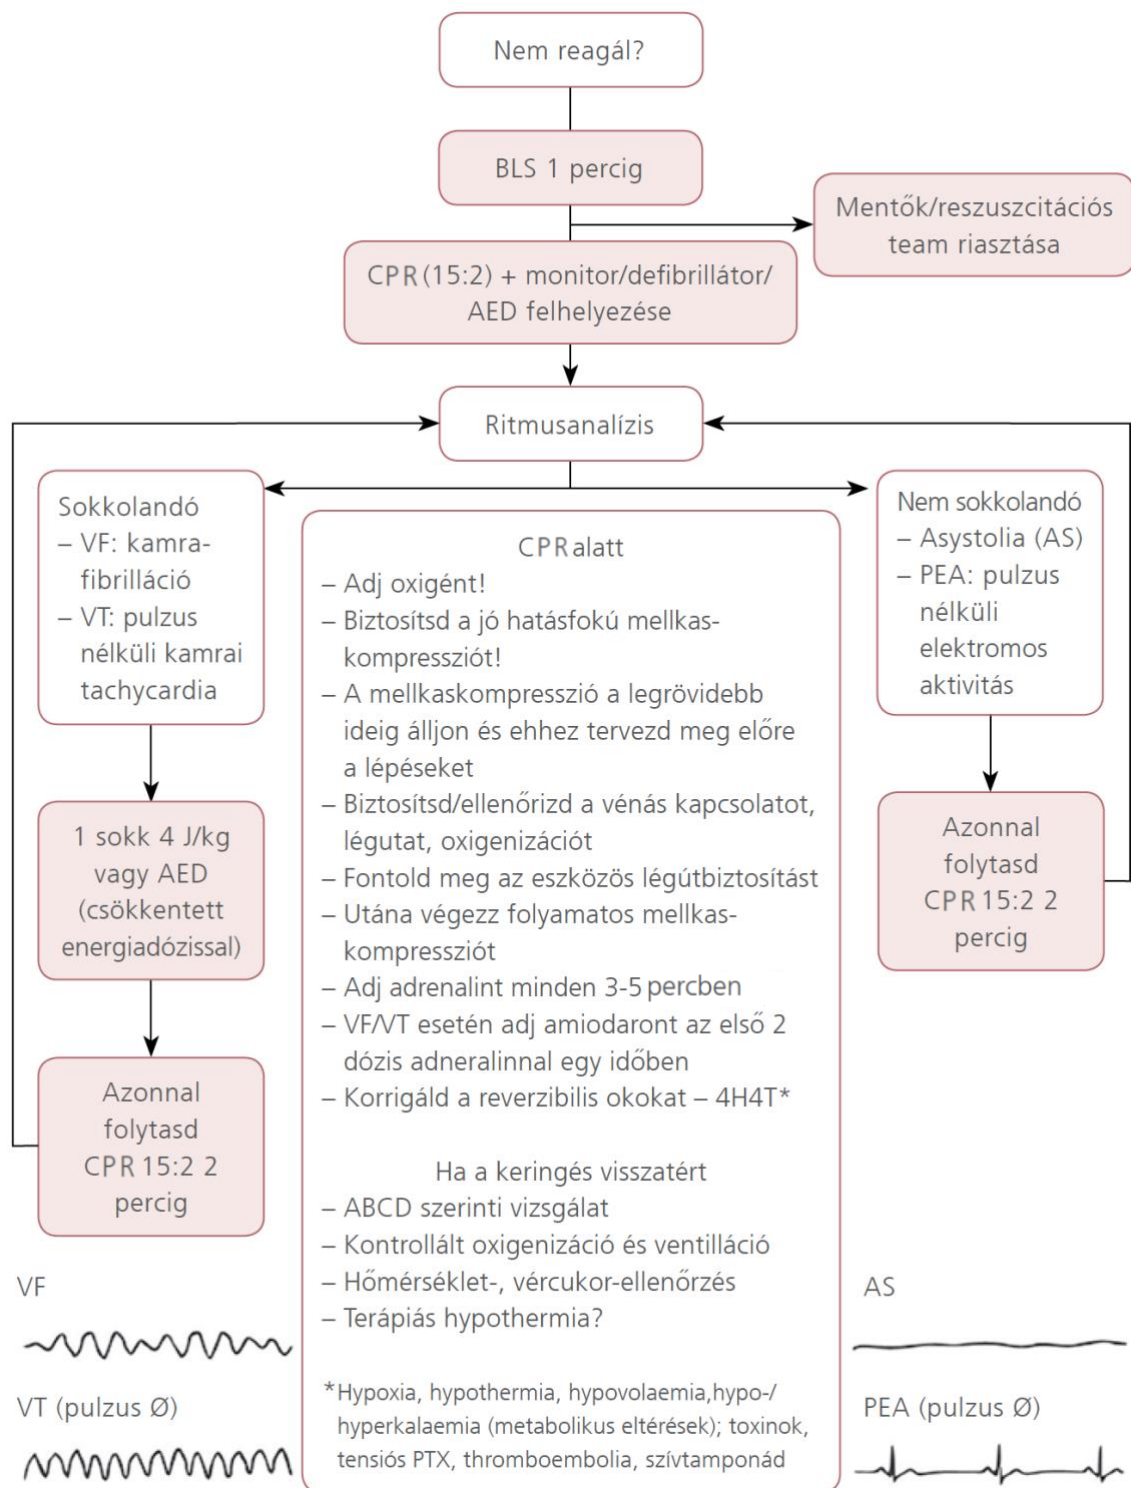 Nem reagál?
BLS 1 percig
Mentők/reszuszcitációs
team riasztása
CPR (15:2) + monitor/defibrillátor/
AED felhelyezése
Ritmusanalízis
Sokkolandó
– VF: kamra-
fibrilláció
– VT: pulzus
nélküli kamrai
tachycardia
1 sokk 4 J/kg
vagy AED
(csökkentett
energiadózissal)
Azonnal
folytasd
CPR 15:2 2
percig
CPR alatt
– Adj oxigént!
– Biztosítsd a jó hatásfokú mellkas-
kompressziót!
– A mellkaskompresszió a legrövidebb
ideig álljon és ehhez tervezd meg előre
a lépéseket
– Biztosítsd/ellenőrizd a vénás kapcsolatot,
légutat, oxigenizációt
– Fontold meg az eszközös légútbiztosítást
– Utána végezz folyamatos mellkas-
kompressziót
– Adj adrenalint minden 3-5 percben
– VF/VT esetén adj amiodaront az első 2
dózis adneralinnal egy időben
– Korrigáld a reverzibilis okokat – 4H4T*
Ha a keringés visszatért
– ABCD szerinti vizsgálat
– Kontrollált oxigenizáció és ventilláció
– Hőmérséklet-, vércukor-ellenőrzés
– Terápiás hypothermia?
*Hypoxia, hypothermia, hypovolaemia,hypo-/
hyperkalaemia (metabolikus eltérések); toxinok,
tensiós PTX, thromboembolia, szívtamponád
Nem sokkolandó
– Asystolia (AS)
– PEA: pulzus
nélküli
elektromos
aktivitás
Azonnal
folytasd
CPR 15:2 2
percig
VF
VT (pulzus Ø)
AS
PEA (pulzus Ø)